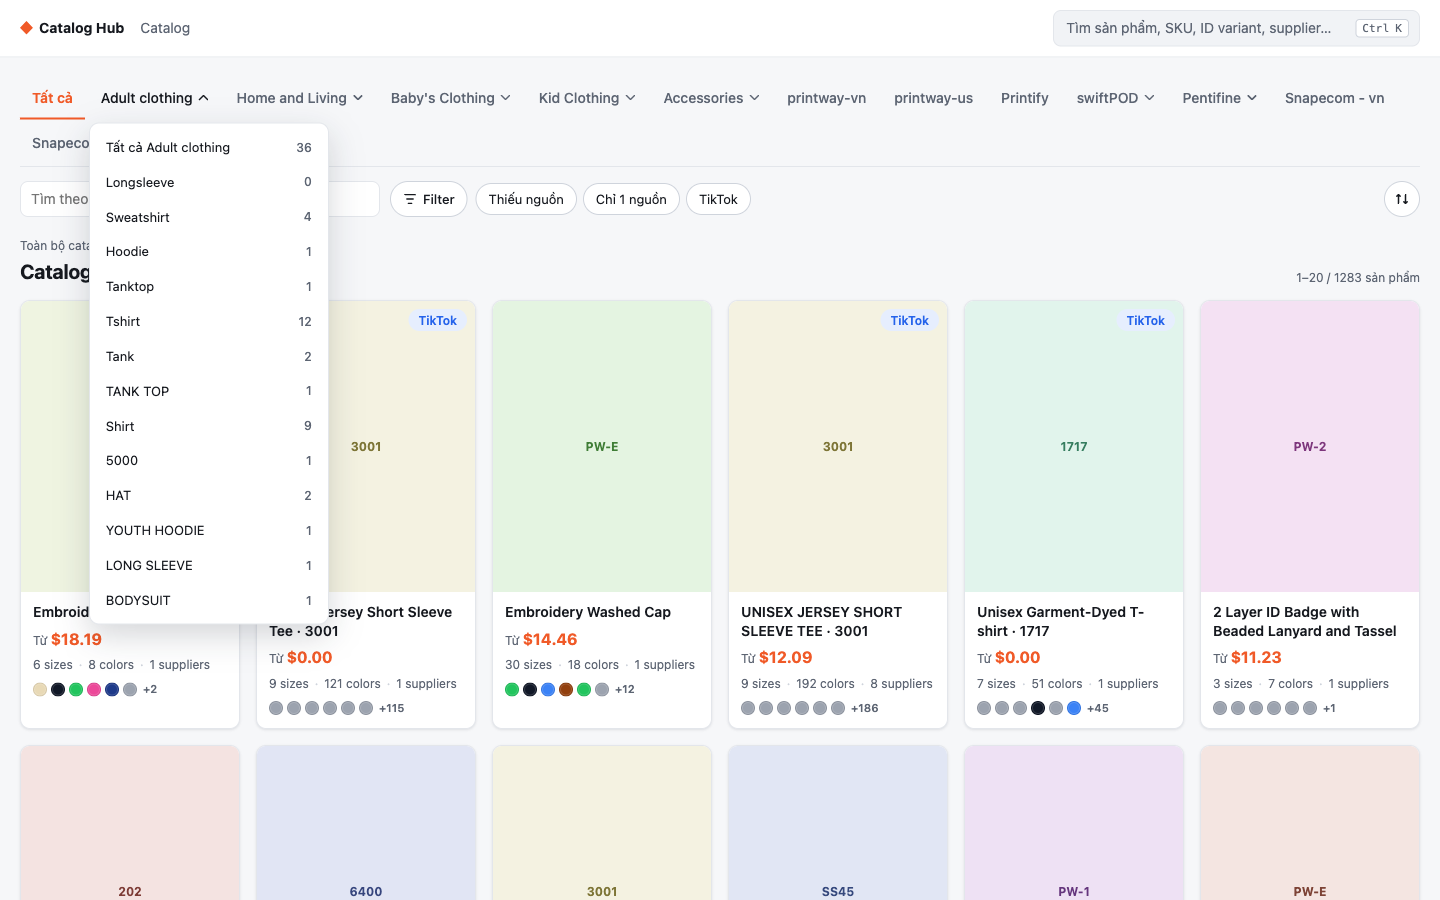 Catalog Hub
Catalog
Tìm sản phẩm, SKU, ID variant, supplier...
Ctrl K
Tất cả
Adult clothing
Home and Living
Baby's Clothing
Kid Clothing
Accessories
printway-vn
printway-us
Printify
swiftPOD
Pentifine
Snapecom - vn
Snapeco
Tất cả Adult clothing 36
Longsleeve 0
Sweatshirt 4
Hoodie 1
Tanktop 1
Tshirt 12
Tank 2
TANK TOP 1
Shirt 9
5000 1
HAT 2
YOUTH HOODIE 1
LONG SLEEVE 1
BODYSUIT 1
Tìm theo
Filter
Thiếu nguồn
Chỉ 1 nguồn
TikTok
Toàn bộ cata
Catalog
1–20 / 1283 sản phẩm
Embroid
Từ $18.19
6 sizes · 8 colors · 1 suppliers
+2
TikTok
3001
ersey Short Sleeve
Tee · 3001
Từ $0.00
9 sizes · 121 colors · 1 suppliers
+115
PW-E
Embroidery Washed Cap
Từ $14.46
30 sizes · 18 colors · 1 suppliers
+12
TikTok
3001
UNISEX JERSEY SHORT
SLEEVE TEE · 3001
Từ $12.09
9 sizes · 192 colors · 8 suppliers
+186
TikTok
1717
Unisex Garment-Dyed T-
shirt · 1717
Từ $0.00
7 sizes · 51 colors · 1 suppliers
+45
PW-2
2 Layer ID Badge with
Beaded Lanyard and Tassel
Từ $11.23
3 sizes · 7 colors · 1 suppliers
+1
202
6400
3001
SS45
PW-1
PW-E